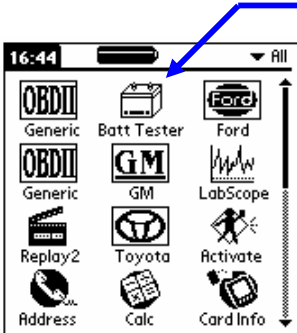 16:44 All
OBDII Ford
Generic Batt Tester Ford
OBDII GM
Generic GM LabScope
Replay2 Toyota Activate
Address Calc Card Info